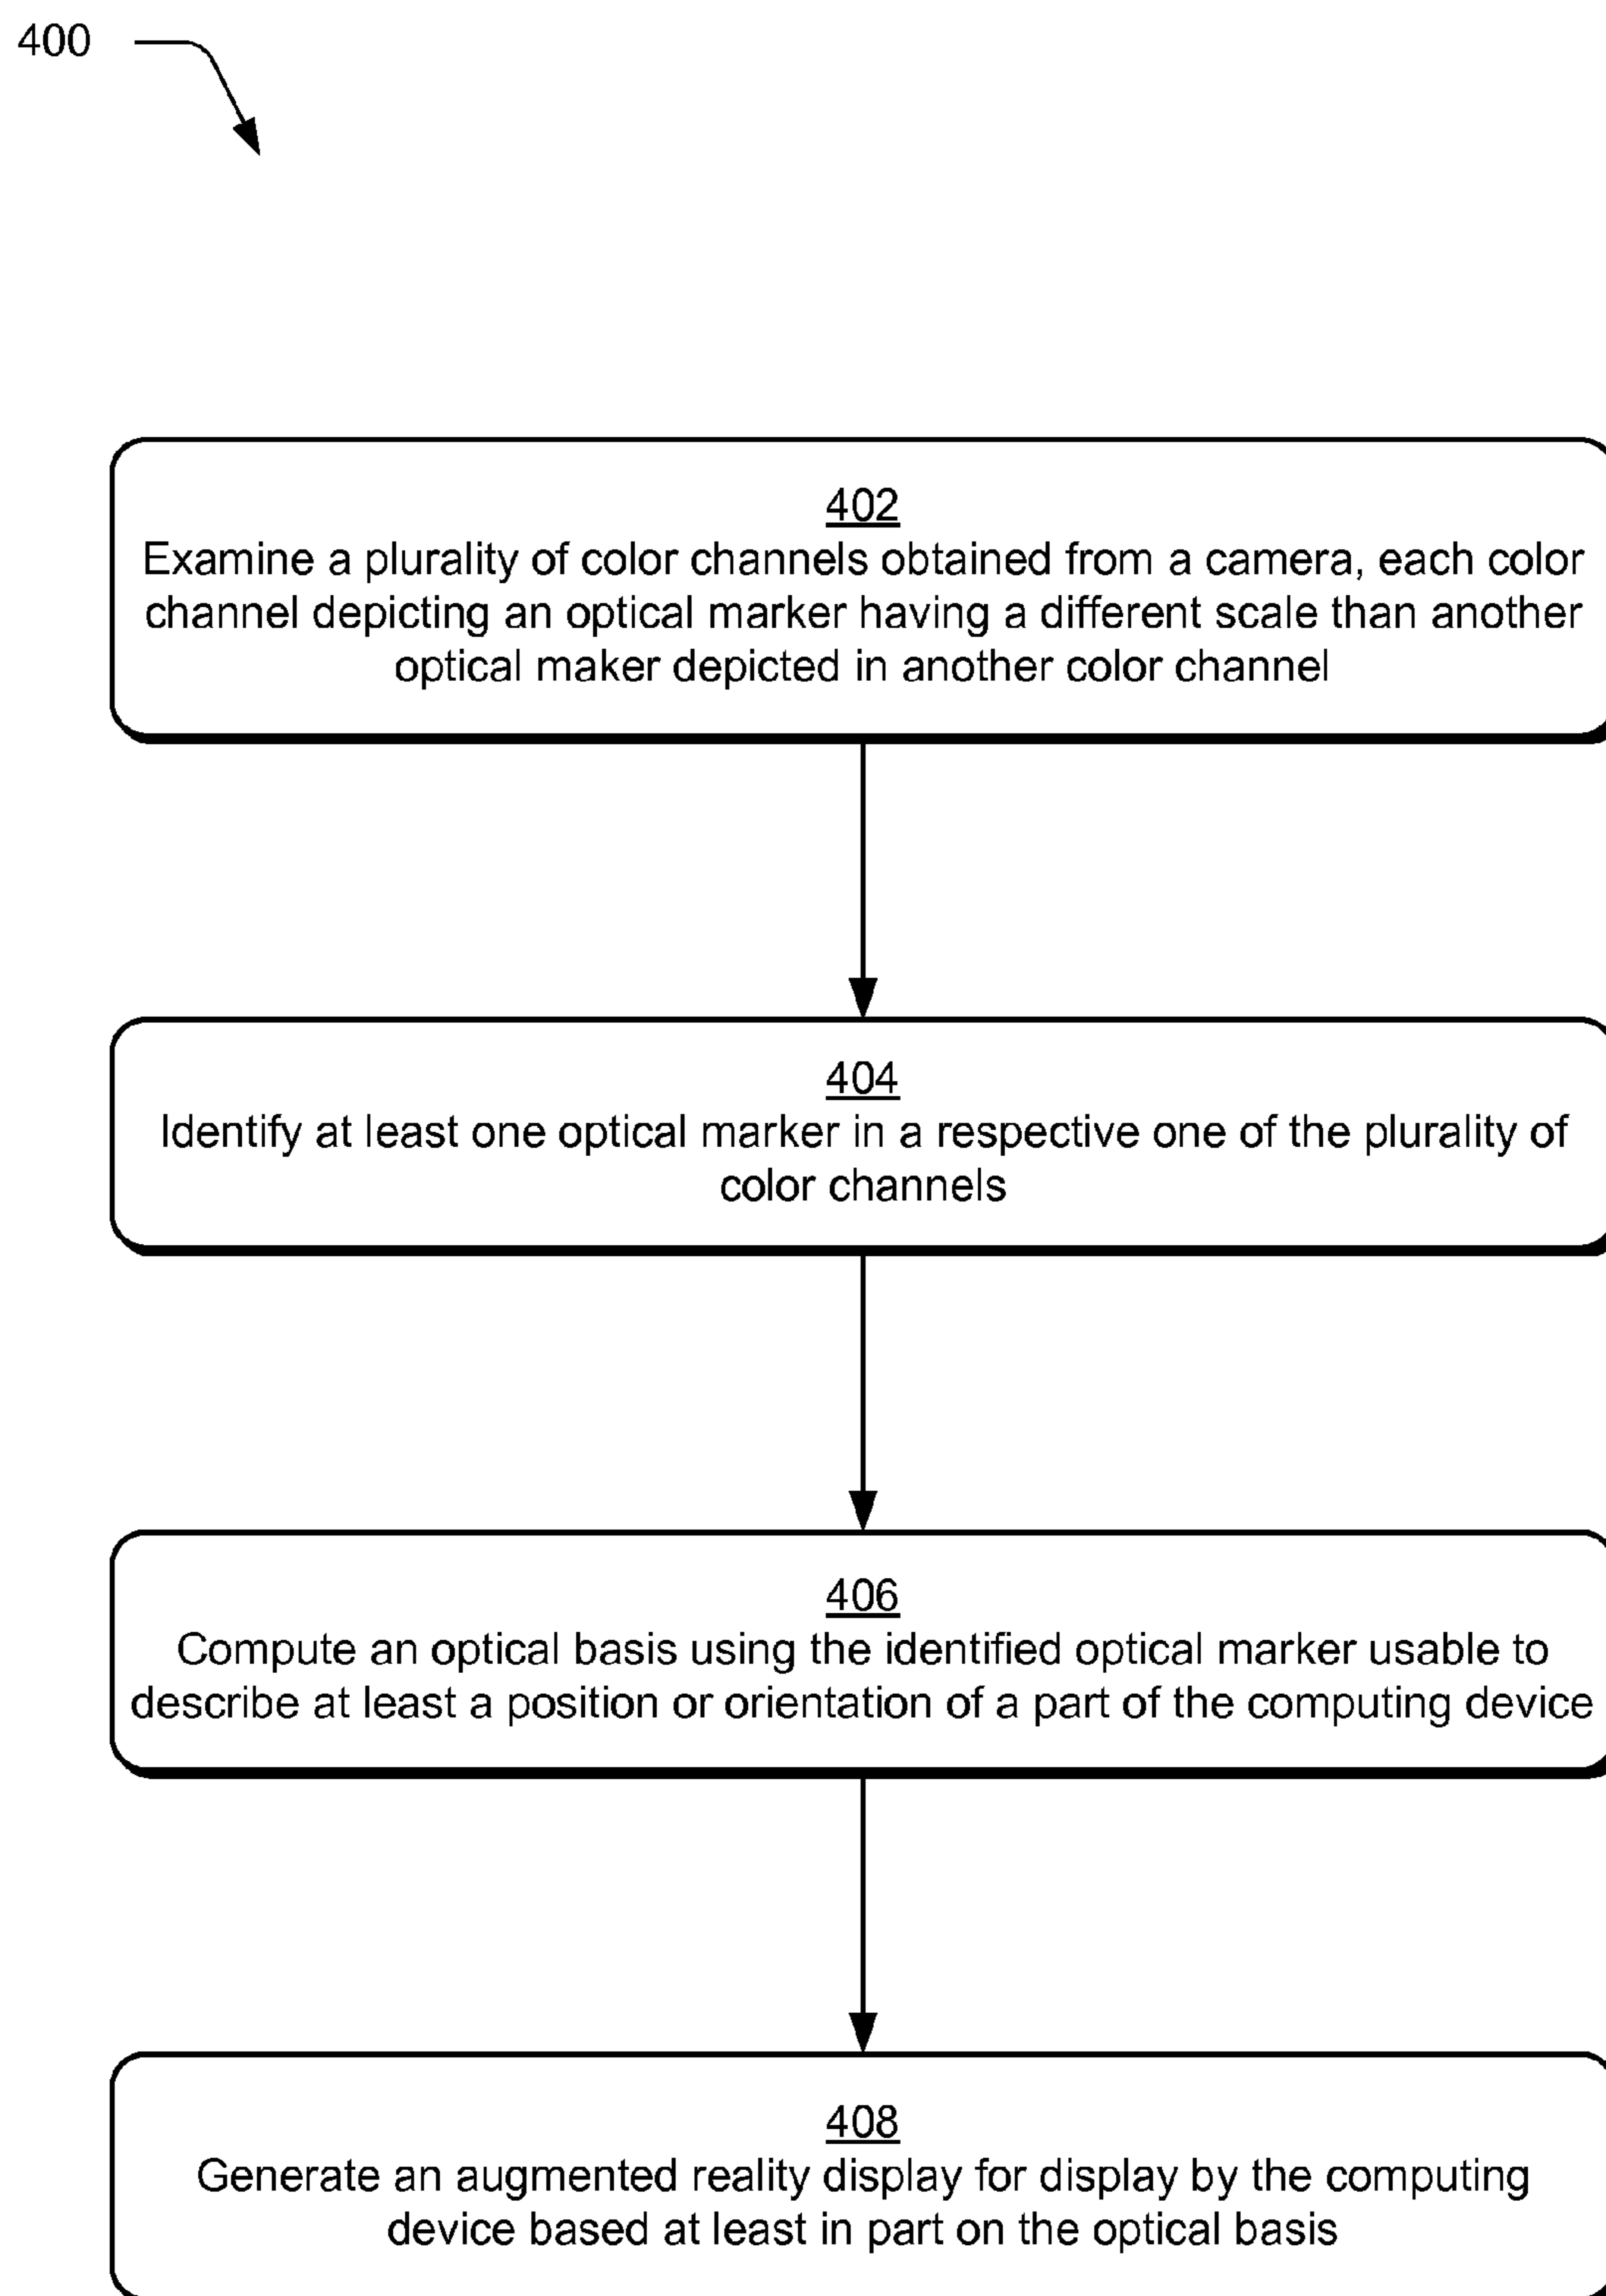 400
402
Examine a plurality of color channels obtained from a camera, each color
channel depicting an optical marker having a different scale than another
optical maker depicted in another color channel
404
Identify at least one optical marker in a respective one of the plurality of
color channels
406
Compute an optical basis using the identified optical marker usable to
describe at least a position or orientation of a part of the computing device
408
Generate an augmented reality display for display by the computing
device based at least in part on the optical basis